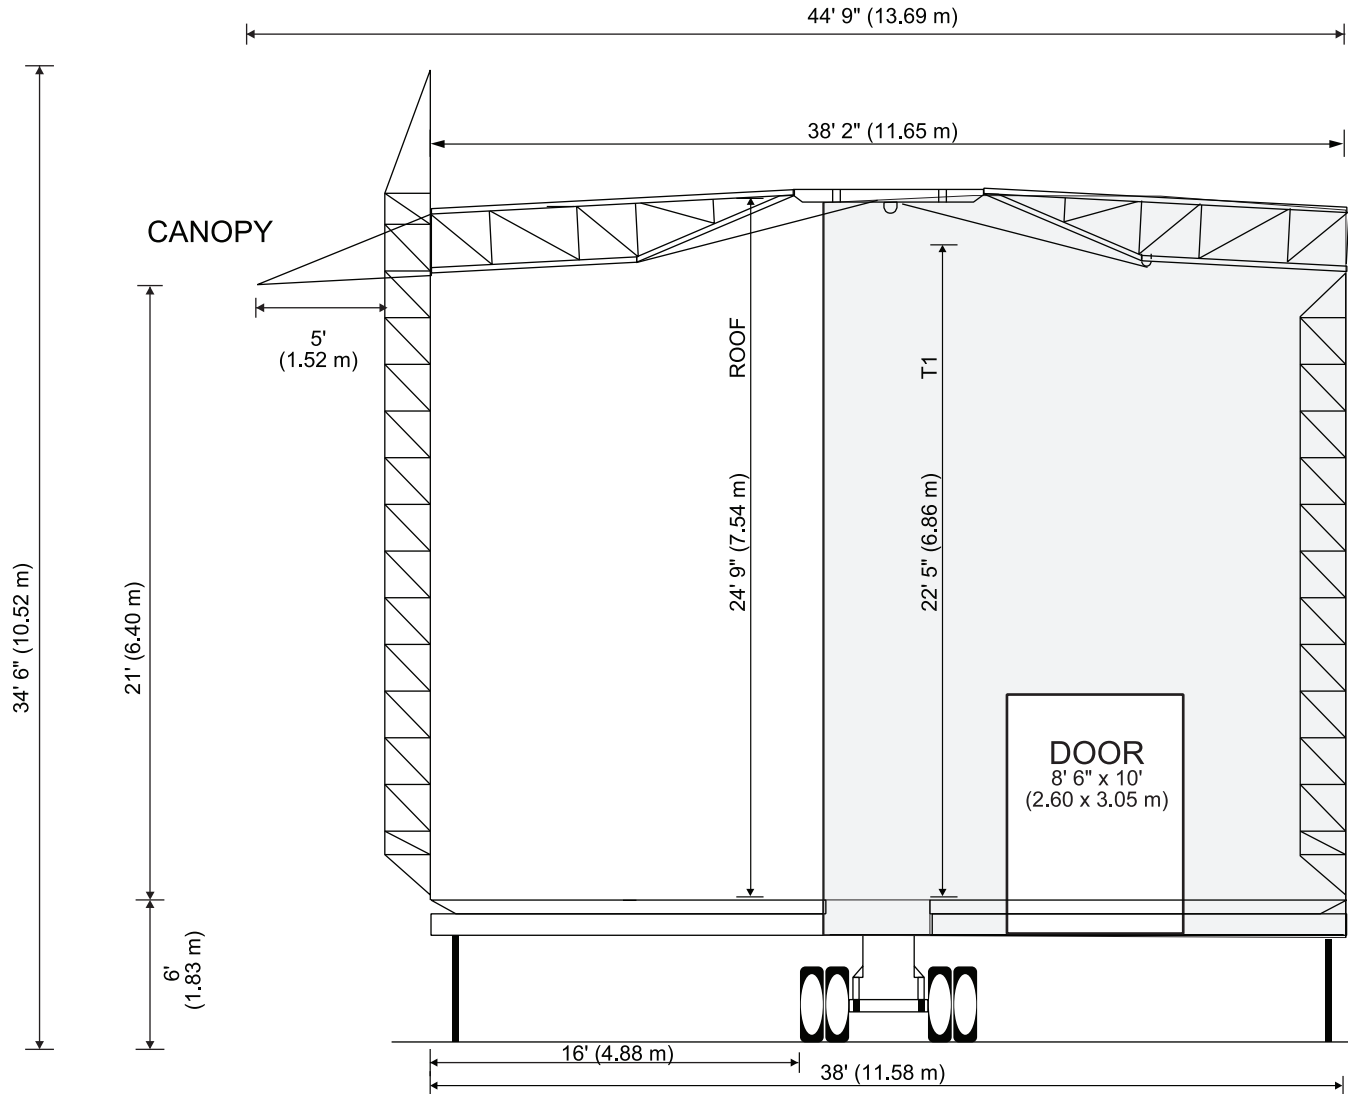 44' 9" (13.69 m)
38' 2" (11.65 m)
CANOPY
5'
(1.52 m)
ROOF
T1
24' 9" (7.54 m)
22' 5" (6.86 m)
34' 6" (10.52 m)
21' (6.40 m)
DOOR
8' 6" x 10'
(2.60 x 3.05 m)
6'
(1.83 m)
16' (4.88 m)
38' (11.58 m)